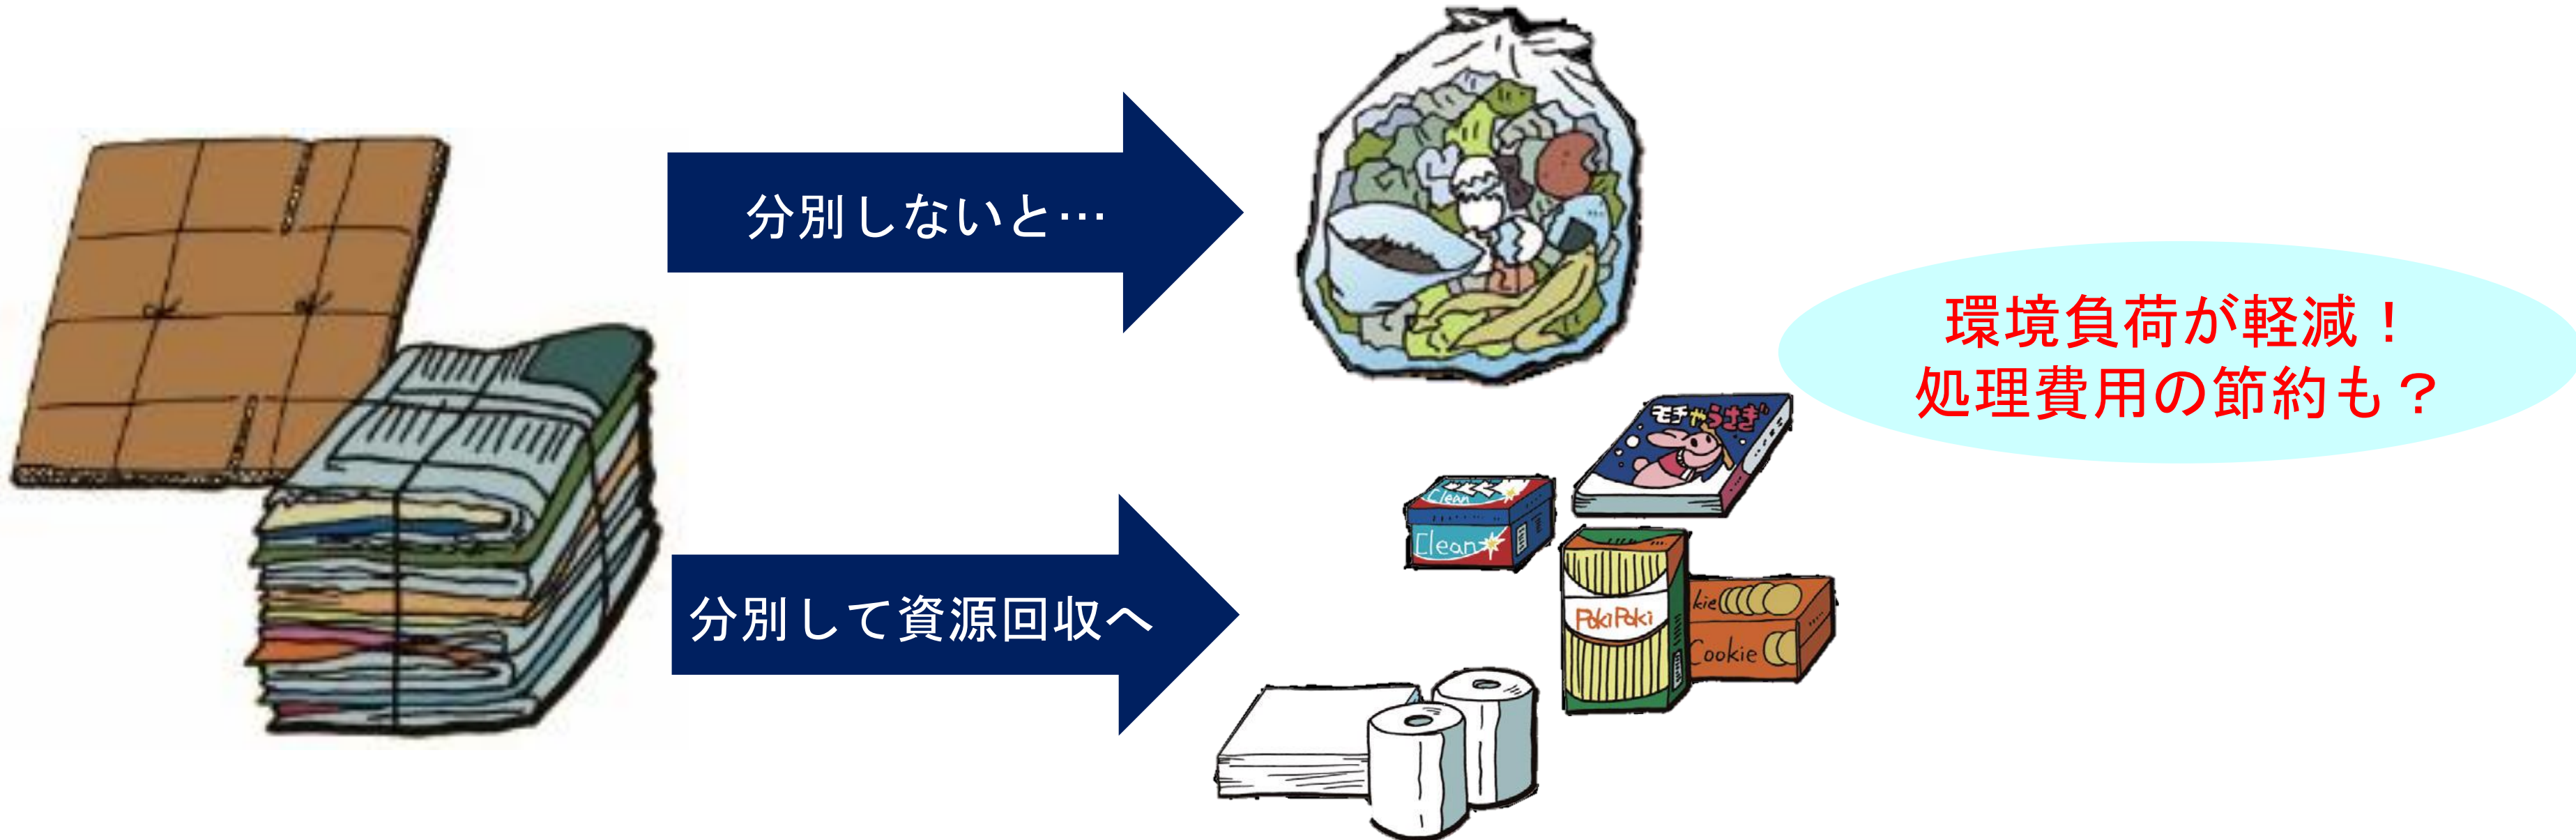 分別しないと…
環境負荷が軽減！
処理費用の節約も？
モチやうさぎ
Clean
Clean
分別して資源回収へ
PokiPoki
kie
Cookie